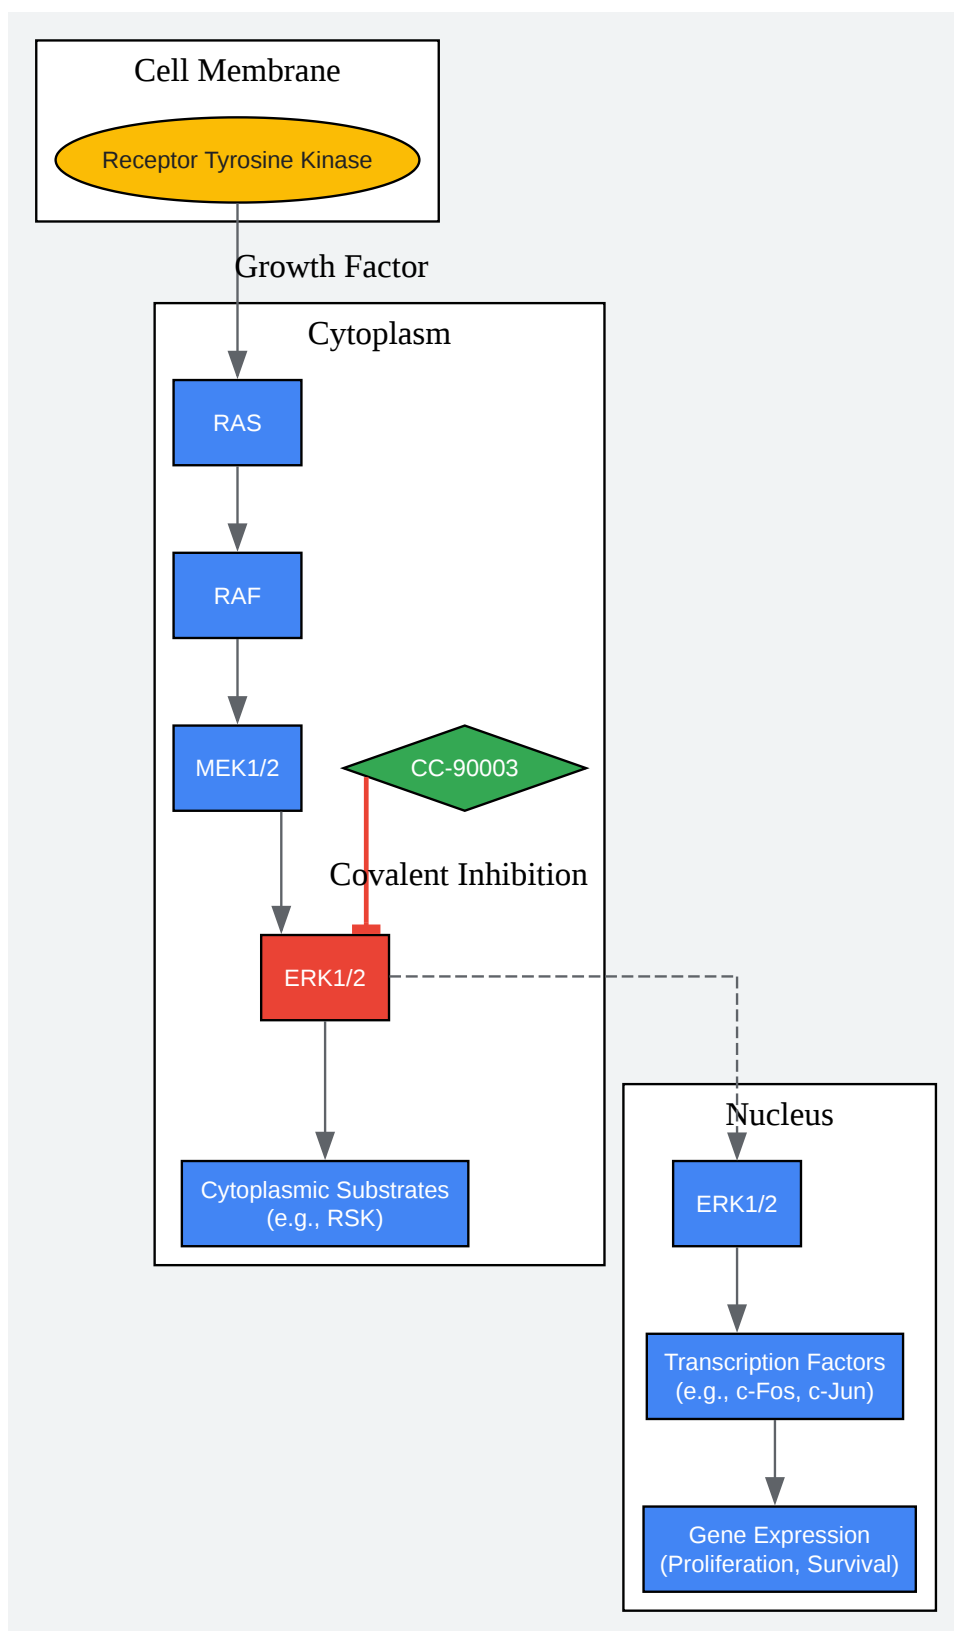 Cell Membrane
Receptor Tyrosine Kinase
Growth Factor
Cytoplasm
RAS
RAF
MEK1/2
CC-90003
Covalent Inhibition
ERK1/2
Cytoplasmic Substrates
(e.g., RSK)
Nucleus
ERK1/2
Transcription Factors
(e.g., c-Fos, c-Jun)
Gene Expression
(Proliferation, Survival)